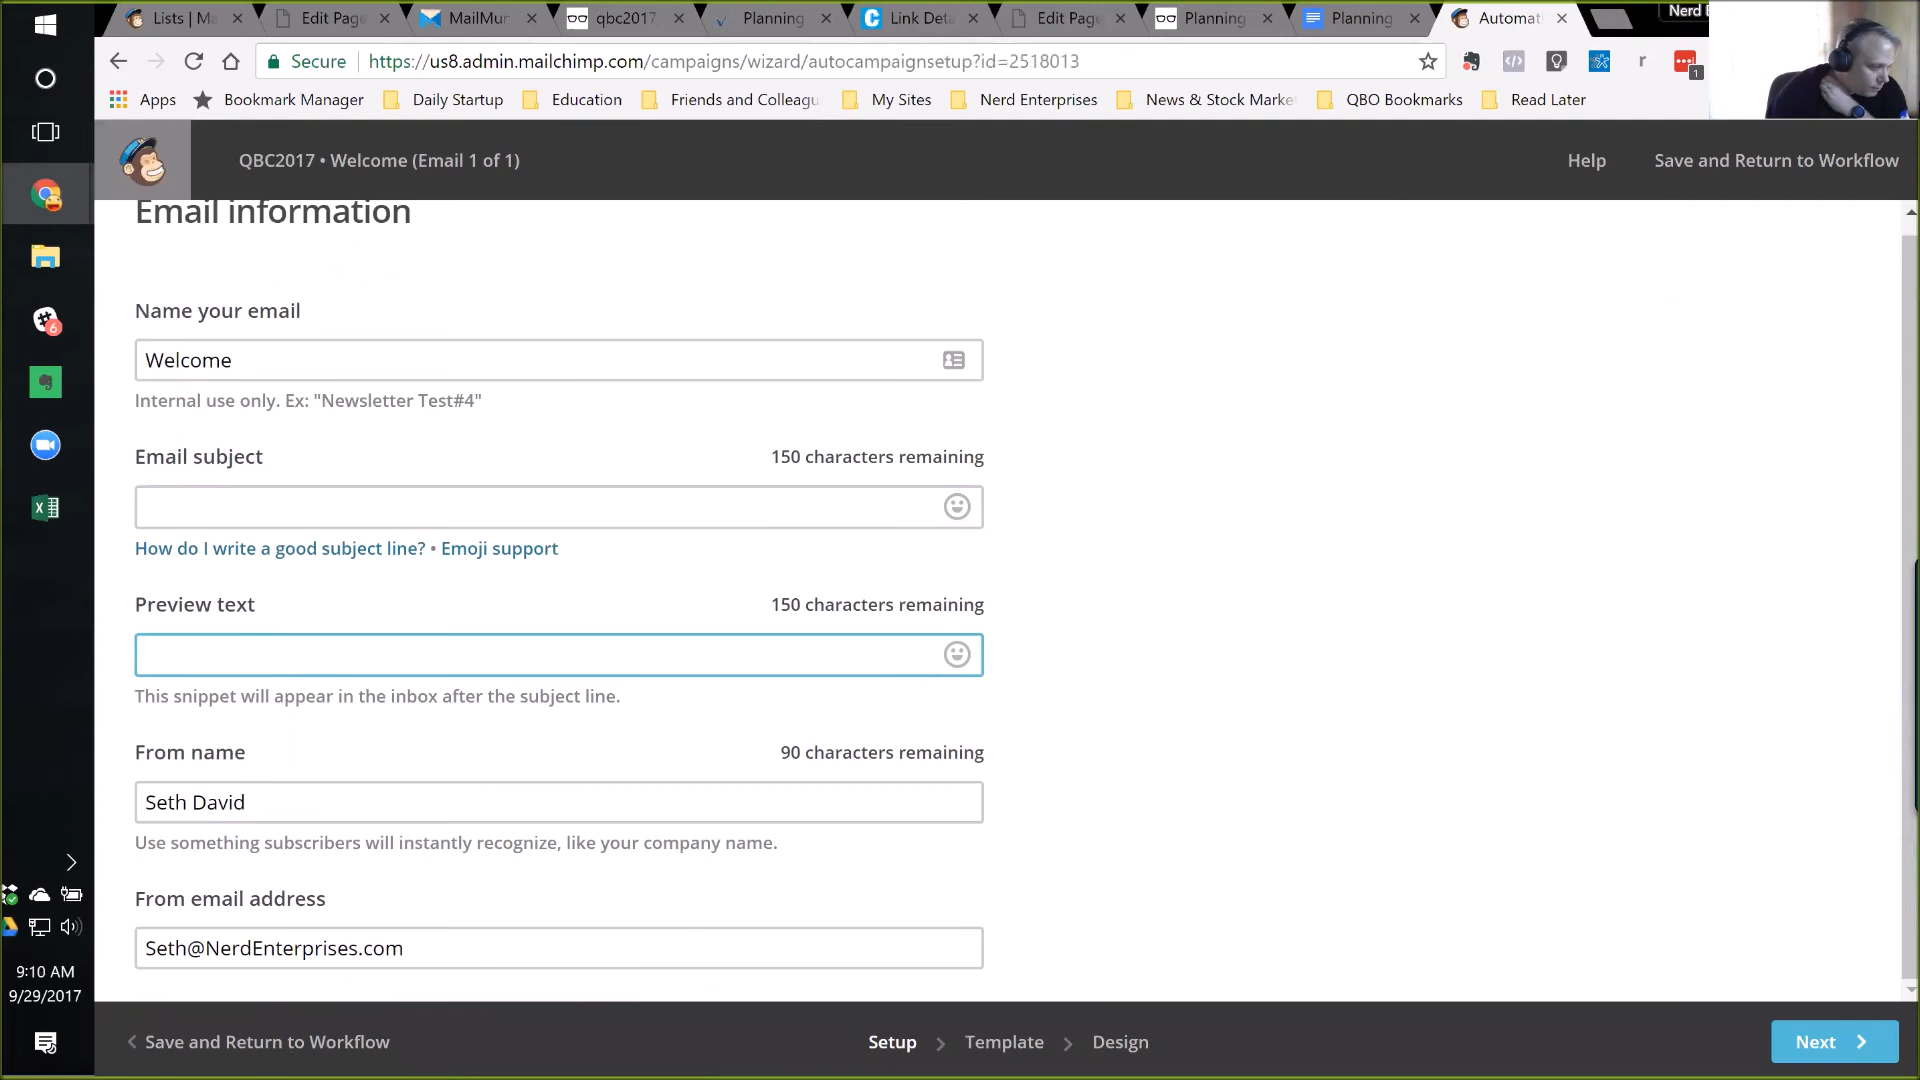 Lists | Ma
Edit Page
MailMun
qbc2017
Planning
Link Deta
Edit Page
Planning
Planning
Automat
Nerd E
Secure
https://us8.admin.mailchimp.com/campaigns/wizard/autocampaignsetup?id=2518013
r
1
Apps
Bookmark Manager
Daily Startup
Education
Friends and Colleagu
My Sites
Nerd Enterprises
News & Stock Market
QBO Bookmarks
Read Later
QBC2017 • Welcome (Email 1 of 1)
Help
Save and Return to Workflow
Email information
Name your email
Welcome
Internal use only. Ex: "Newsletter Test#4"
Email subject
150 characters remaining
How do I write a good subject line? • Emoji support
Preview text
150 characters remaining
This snippet will appear in the inbox after the subject line.
From name
90 characters remaining
Seth David
Use something subscribers will instantly recognize, like your company name.
From email address
Seth@NerdEnterprises.com
6
9:10 AM
9/29/2017
Save and Return to Workflow
Setup
Template
Design
Next